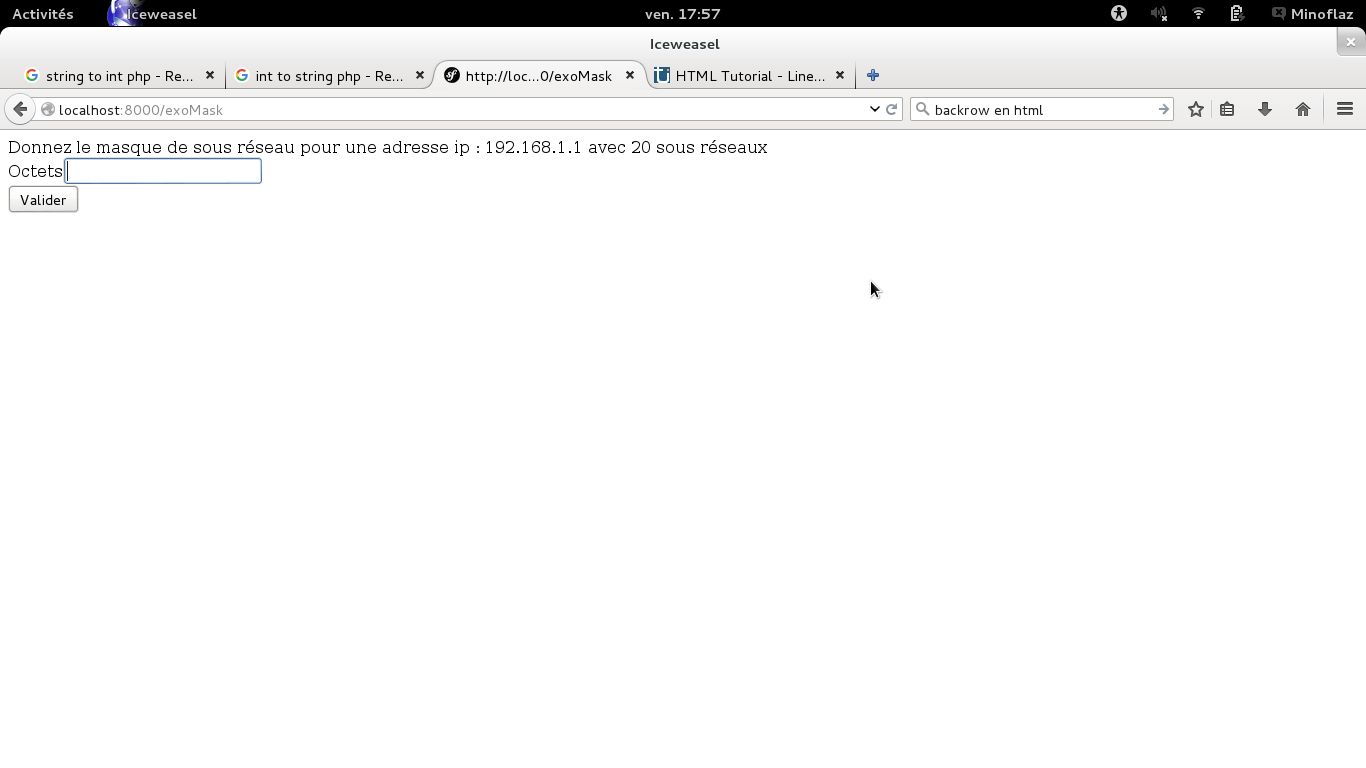 Activités Iceweasel ven. 17:57 Minoflaz
Iceweasel
string to int php - Re... int to string php - Re... http://loc...0/exoMask HTML Tutorial - Line...
localhost:8000/exoMask backrow en html
Donnez le masque de sous réseau pour une adresse ip : 192.168.1.1 avec 20 sous réseaux
Octets
Valider